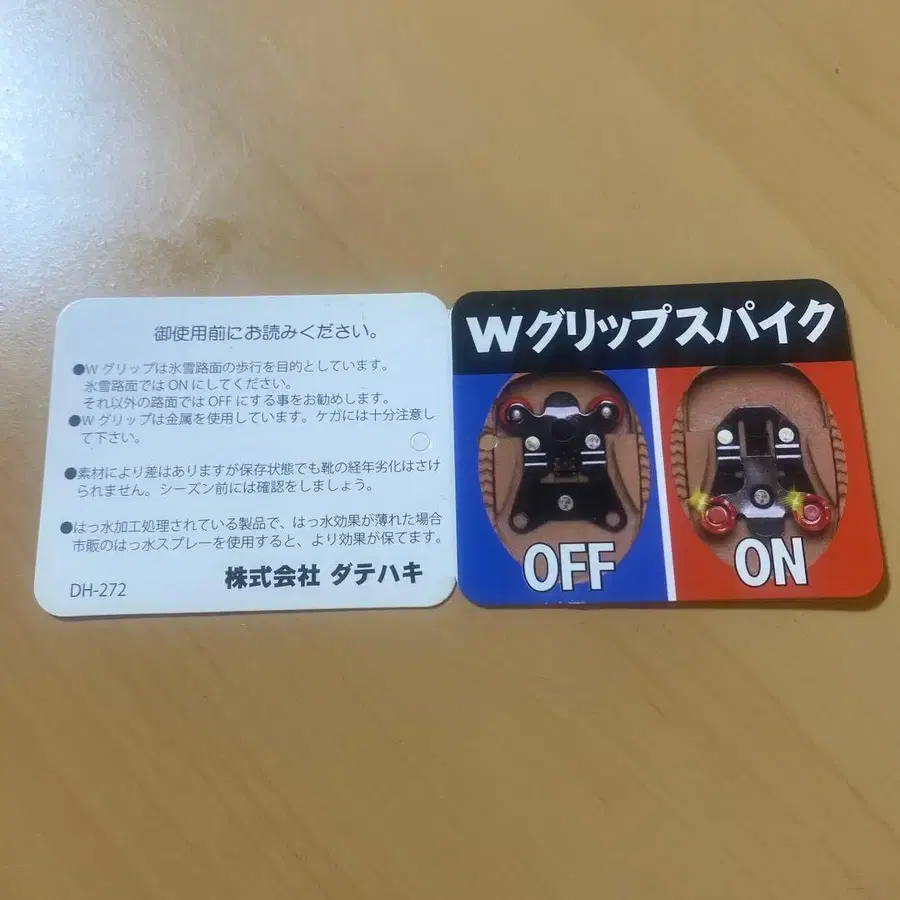 御使用前にお読みください。
●Wグリップは氷雪路面の歩行を目的としています。
氷雪路面ではONにしてください。
それ以外の路面ではOFFにする事をお勧めします。
●Wグリップは金属を使用しています。ケガには十分注意し
て下さい。
●素材により差はありますが保存状態でも靴の経年劣化はさけ
られません。シーズン前には確認をしましょう。
●はっ水加工処理されている製品で、はっ水効果が薄れた場合
市販のはっ水スプレーを使用すると、より効果が保てます。
DH-272
株式会社 ダテハキ
Wグリップスパイク
OFF
ON